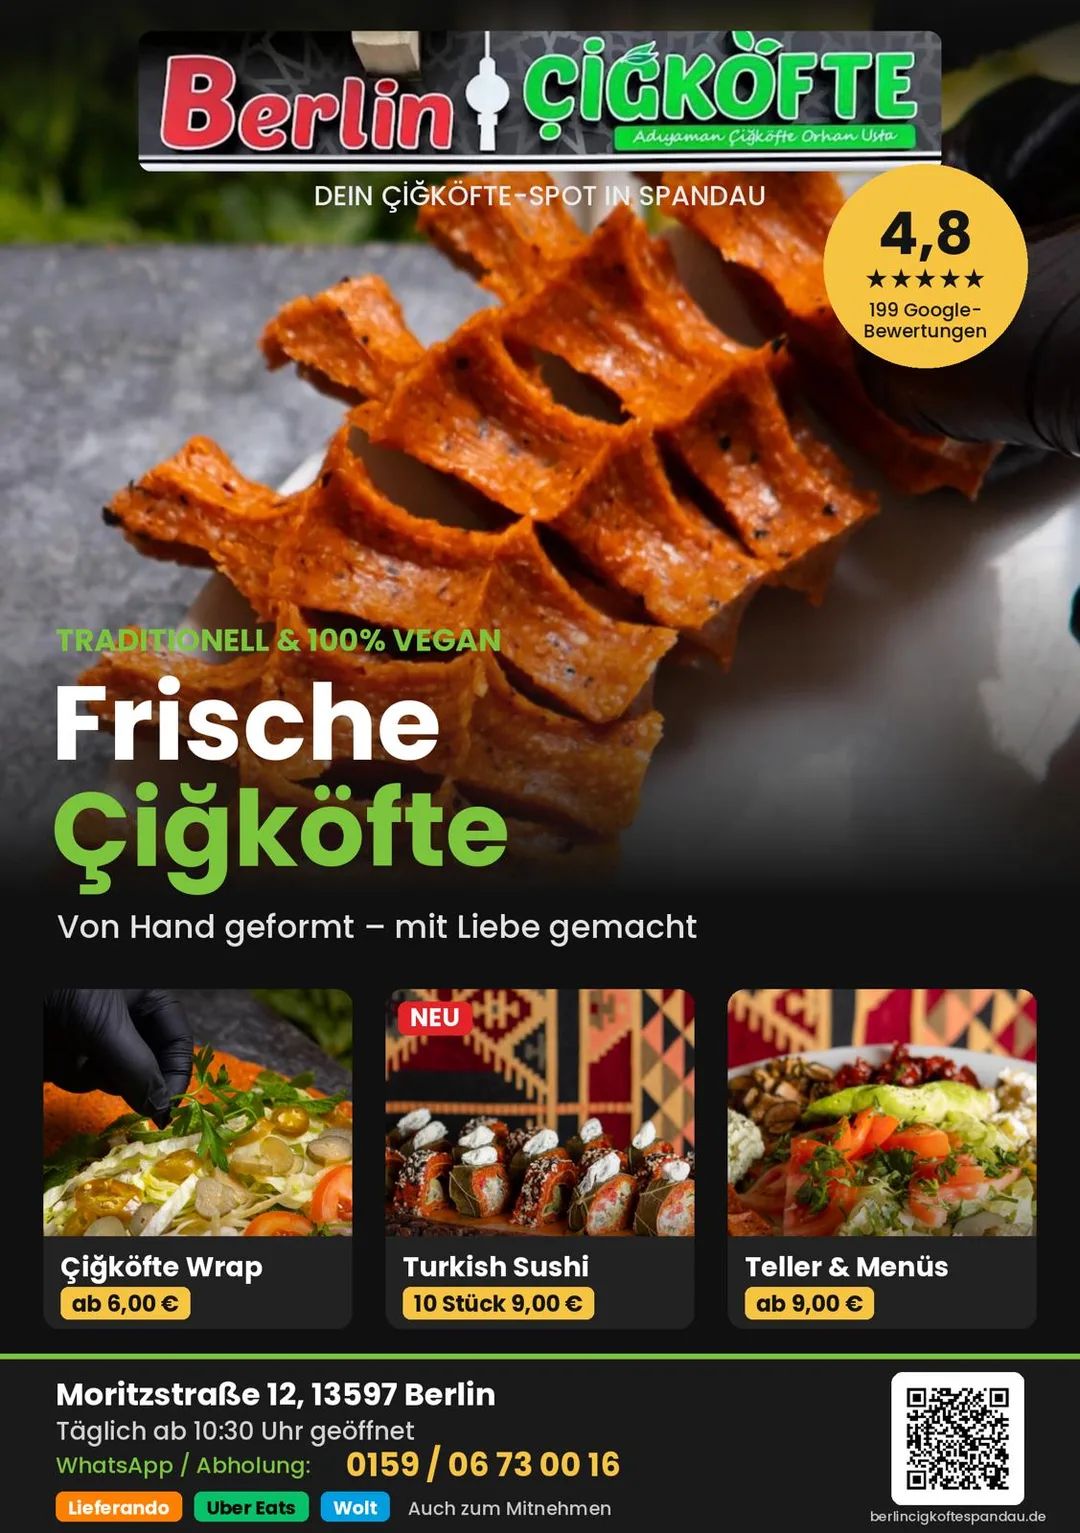 Berlin ÇİĞKÖFTE
Adıyaman Çiğköfte Orhan Usta
DEIN ÇİĞKÖFTE-SPOT IN SPANDAU
4,8
★★★★★
199 Google-
Bewertungen
TRADITIONELL & 100% VEGAN
Frische
Çiğköfte
Von Hand geformt – mit Liebe gemacht
NEU
Çiğköfte Wrap
ab 6,00 €
Turkish Sushi
10 Stück 9,00 €
Teller & Menüs
ab 9,00 €
Moritzstraße 12, 13597 Berlin
Täglich ab 10:30 Uhr geöffnet
WhatsApp / Abholung: 0159 / 06 73 00 16
Lieferando Uber Eats Wolt Auch zum Mitnehmen
berlincigkoftespandau.de